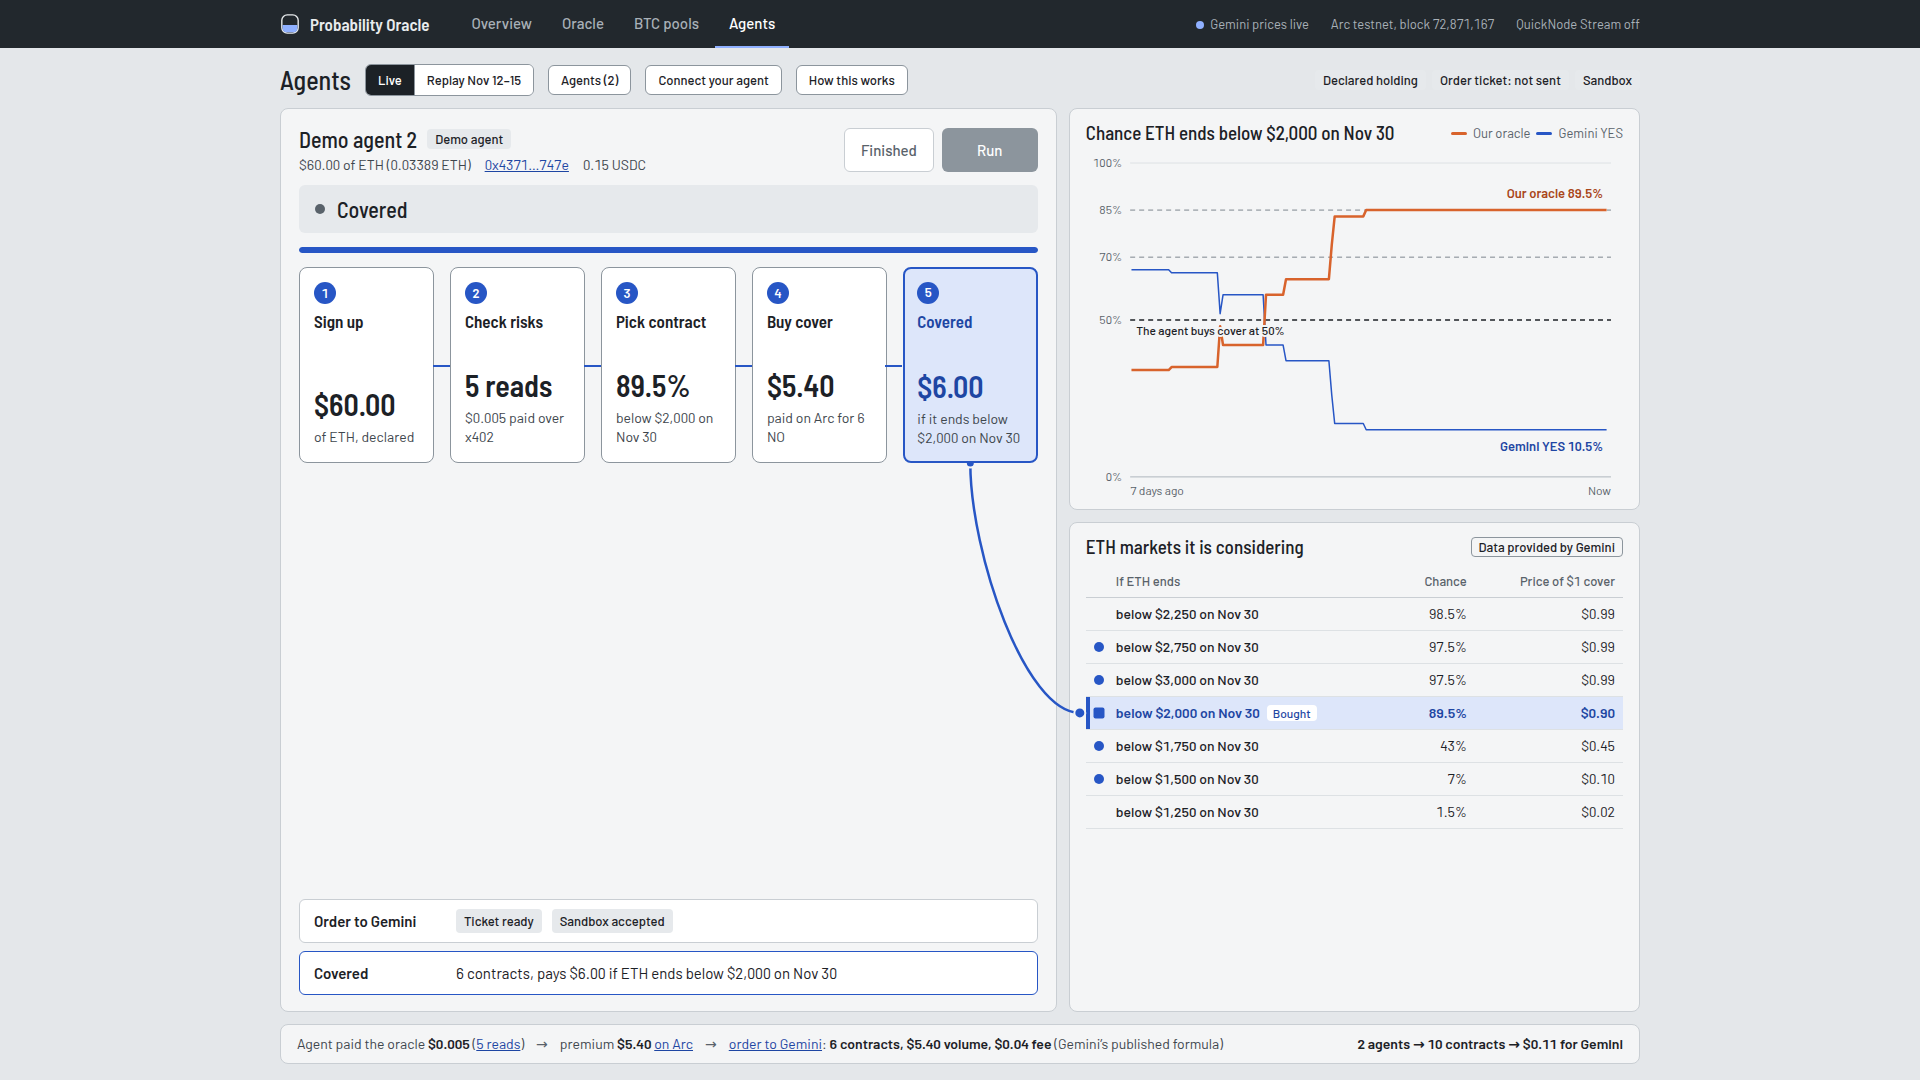 Probability Oracle
Overview
Oracle
BTC pools
Agents
Gemini prices live
Arc testnet, block 72,871,167
QuickNode Stream off
Agents
Live
Replay Nov 12–15
Agents (2)
Connect your agent
How this works
Declared holding
Order ticket: not sent
Sandbox
Demo agent 2
Demo agent
$60.00 of ETH (0.03389 ETH)
0x4371...747e
0.15 USDC
Finished
Run
Covered
1
Sign up
$60.00
of ETH, declared
2
Check risks
5 reads
$0.005 paid over
x402
3
Pick contract
89.5%
below $2,000 on
Nov 30
4
Buy cover
$5.40
paid on Arc for 6
NO
5
Covered
$6.00
if it ends below
$2,000 on Nov 30
Order to Gemini
Ticket ready
Sandbox accepted
Covered
6 contracts, pays $6.00 if ETH ends below $2,000 on Nov 30
Chance ETH ends below $2,000 on Nov 30
Our oracle
Gemini YES
100%
Our oracle 89.5%
85%
70%
50%
The agent buys cover at 50%
Gemini YES 10.5%
0%
7 days ago
Now
ETH markets it is considering
Data provided by Gemini
If ETH ends Chance Price of $1 cover
below $2,250 on Nov 30 98.5% $0.99
below $2,750 on Nov 30 97.5% $0.99
below $3,000 on Nov 30 97.5% $0.99
below $2,000 on Nov 30 Bought 89.5% $0.90
below $1,750 on Nov 30 43% $0.45
below $1,500 on Nov 30 7% $0.10
below $1,250 on Nov 30 1.5% $0.02
Agent paid the oracle $0.005 (5 reads) → premium $5.40 on Arc → order to Gemini: 6 contracts, $5.40 volume, $0.04 fee (Gemini's published formula)
2 agents → 10 contracts → $0.11 for Gemini